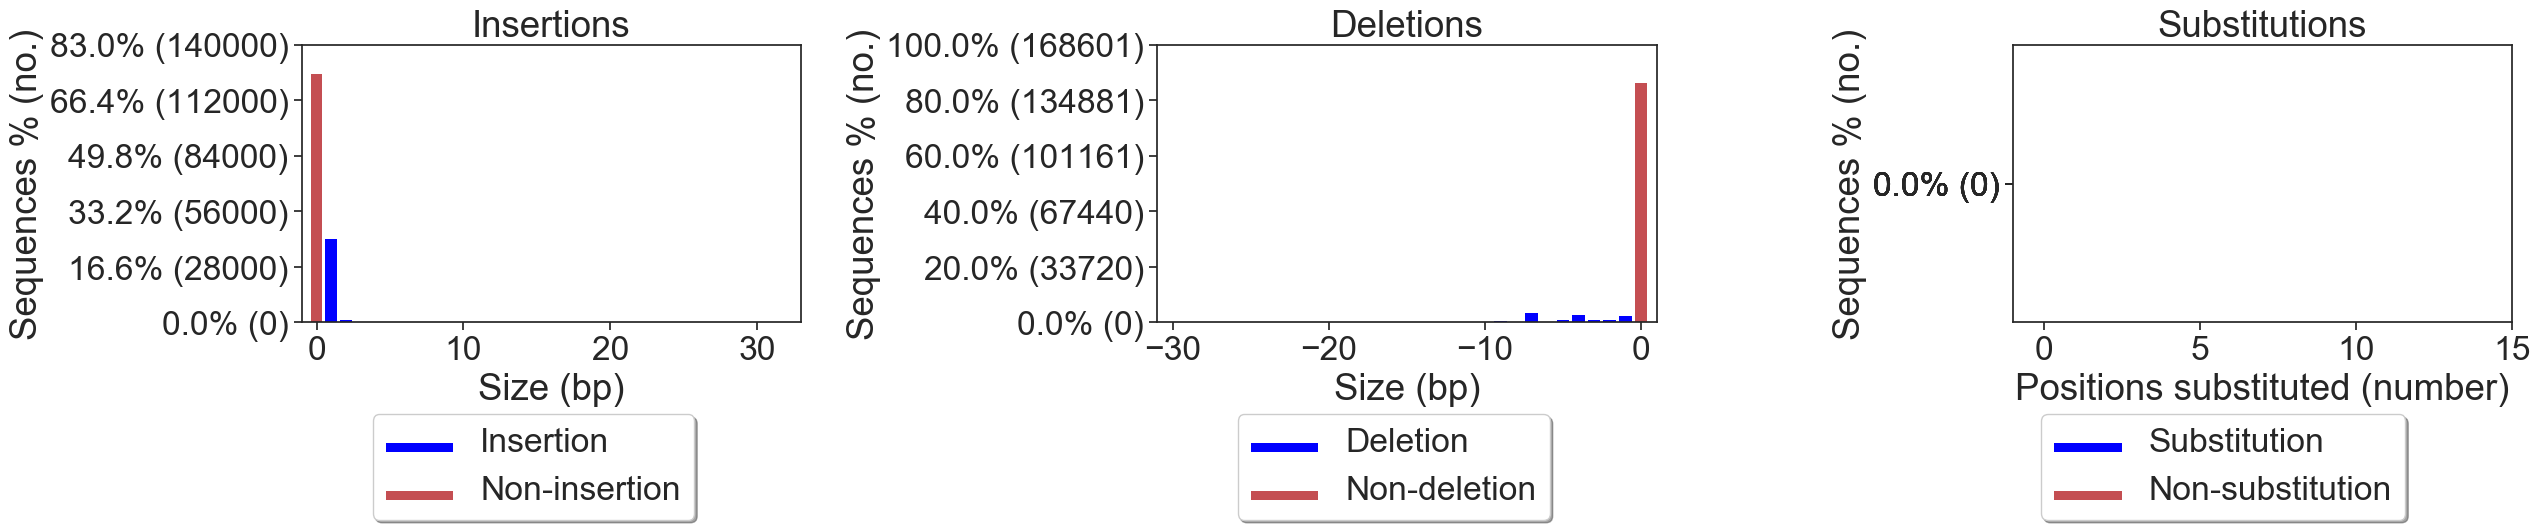 Insertions
Sequences % (no.)
83.0% (140000)
66.4% (112000)
49.8% (84000)
33.2% (56000)
16.6% (28000)
0.0% (0)
0
10
20
30
Size (bp)
Insertion
Non-insertion
Deletions
Sequences % (no.)
100.0% (168601)
80.0% (134881)
60.0% (101161)
40.0% (67440)
20.0% (33720)
0.0% (0)
−30
−20
−10
0
Size (bp)
Deletion
Non-deletion
Substitutions
Sequences % (no.)
0.0% (0)
0
5
10
15
Positions substituted (number)
Substitution
Non-substitution